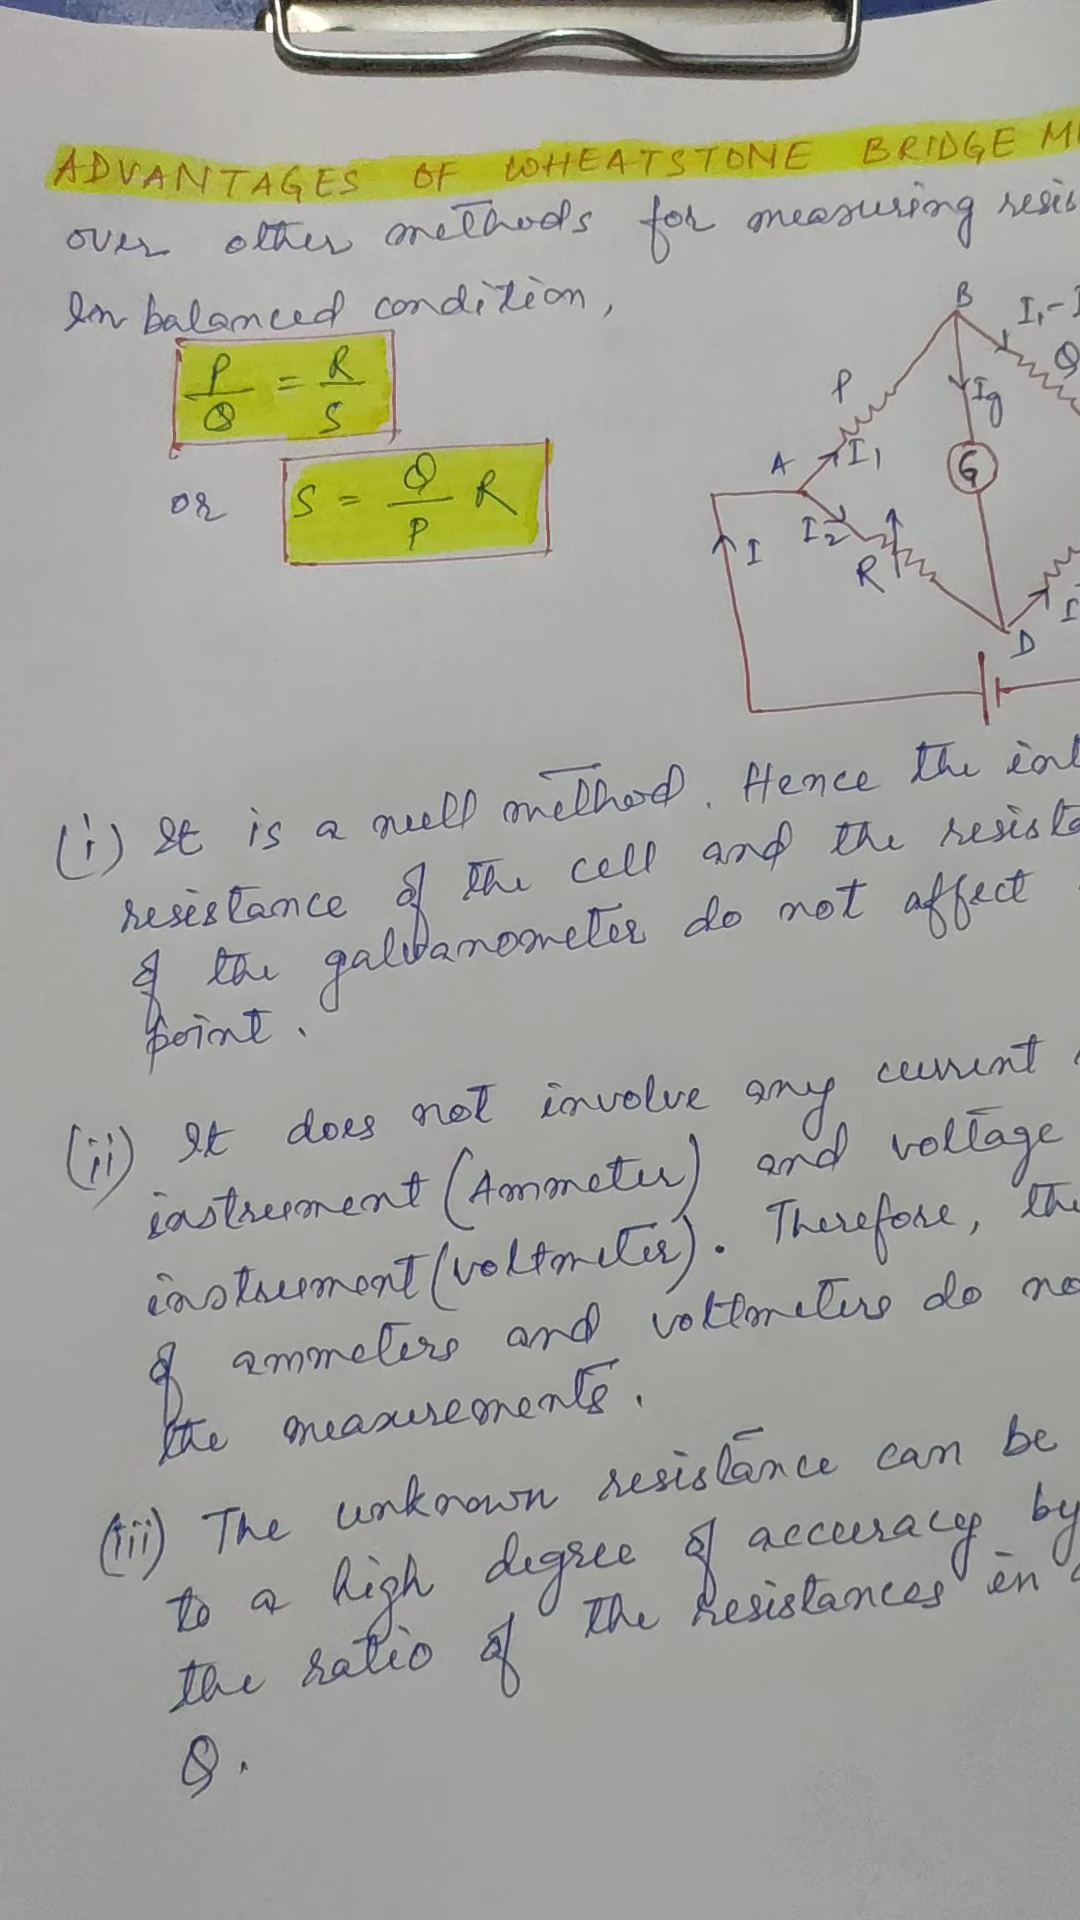 ADVANTAGES OF WHEATSTONE BRIDGE M
over other methods for measuring resis
In balanced condition,
P/Q = R/S
or S = Q/P R
B
I₁-I
Q
P
Ig
A
I₁
G
I₂
I
R
I
D
(i) It is a null method. Hence the int
resistance of the cell and the resista
of the galvanometer do not affect
point.
(ii) It does not involve any current
instrument (Ammeter) and voltage
instrument (voltmeter). Therefore, the
of ammeters and voltmeters do no
the measurements.
(iii) The unknown resistance can be
to a high degree of accuracy by
the ratio of the resistances in
Q.